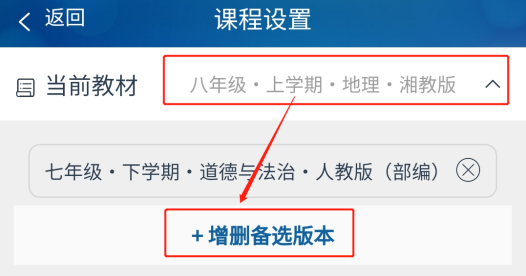 返回
课程设置
当前教材 八年级·上学期·地理·湘教版
七年级·下学期·道德与法治·人教版（部编）
+增删备选版本